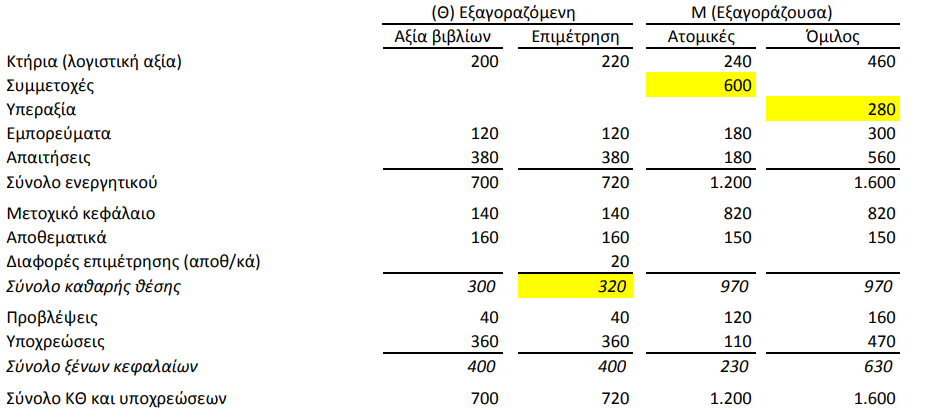 (Θ) Εξαγοραζόμενη Μ (Εξαγοράζουσα)
Αξία βιβλίων Επιμέτρηση Ατομικές Όμιλος
Κτήρια (λογιστική αξία) 200 220 240 460
Συμμετοχές 600
Υπεραξία 280
Εμπορεύματα 120 120 180 300
Απαιτήσεις 380 380 180 560
Σύνολο ενεργητικού 700 720 1.200 1.600
Μετοχικό κεφάλαιο 140 140 820 820
Αποθεματικά 160 160 150 150
Διαφορές επιμέτρησης (αποθ/κά) 20
Σύνολο καθαρής θέσης 300 320 970 970
Προβλέψεις 40 40 120 160
Υποχρεώσεις 360 360 110 470
Σύνολο ξένων κεφαλαίων 400 400 230 630
Σύνολο ΚΘ και υποχρεώσεων 700 720 1.200 1.600